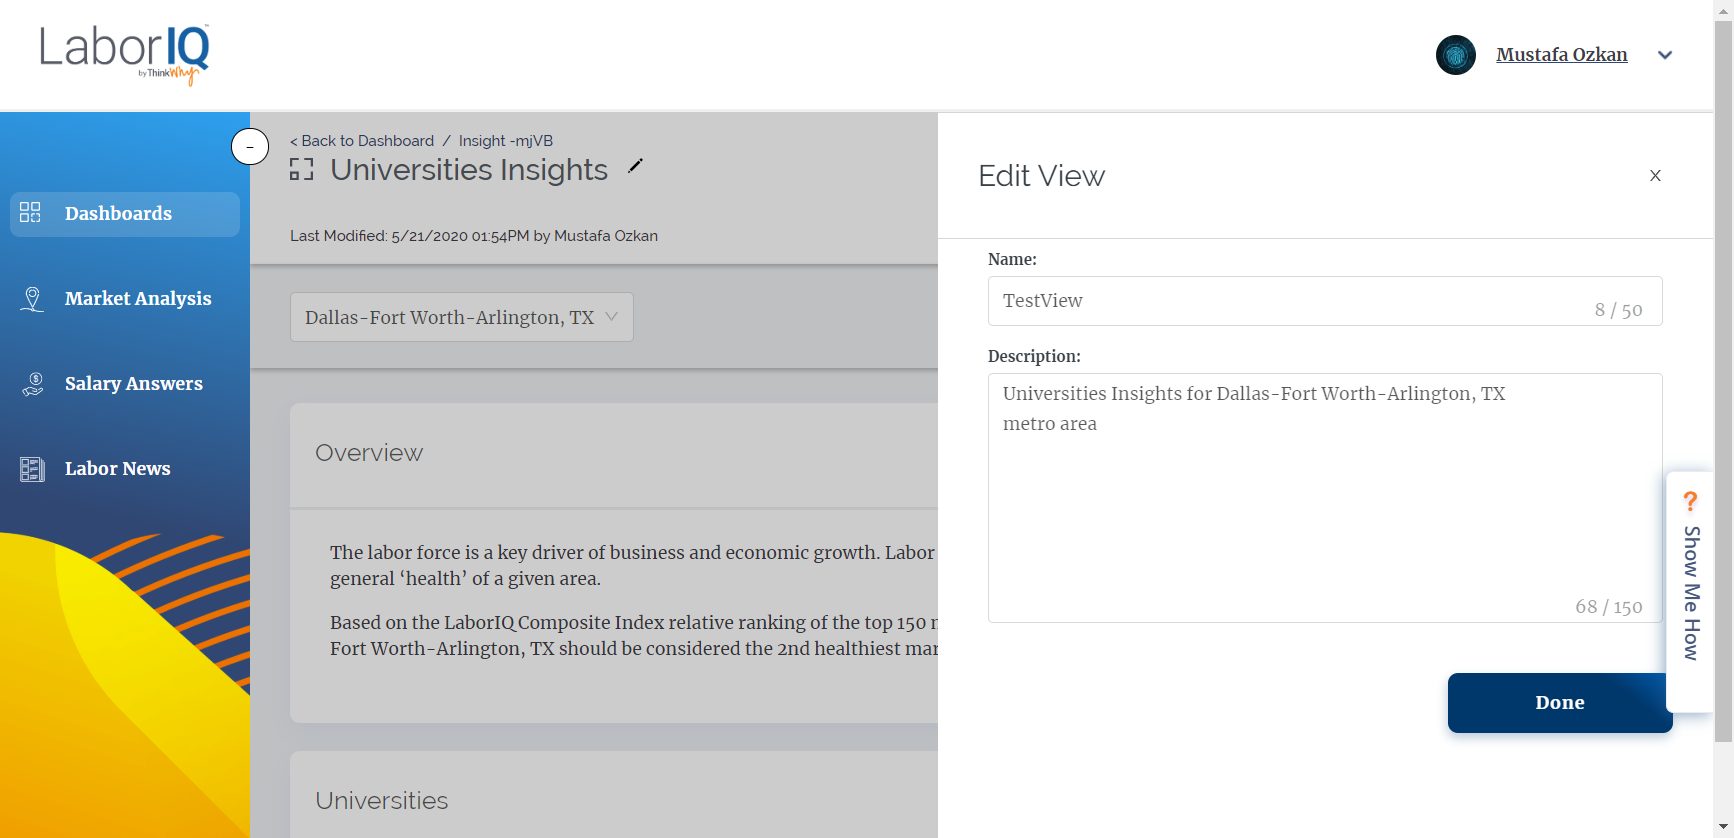 LaborIQ
by ThinkWhy
Mustafa Ozkan
-
Dashboards
Market Analysis
Salary Answers
Labor News
< Back to Dashboard / Insight -mjVB
Universities Insights
Last Modified: 5/21/2020 01:54PM by Mustafa Ozkan
Dallas-Fort Worth-Arlington, TX
Overview
The labor force is a key driver of business and economic growth. Labor
general ‘health’ of a given area.
Based on the LaborIQ Composite Index relative ranking of the top 150
Fort Worth-Arlington, TX should be considered the 2nd healthiest
Universities
Edit View
X
Name:
TestView
8 / 50
Description:
Universities Insights for Dallas-Fort Worth-Arlington, TX
metro area
68 / 150
Done
? Show Me How